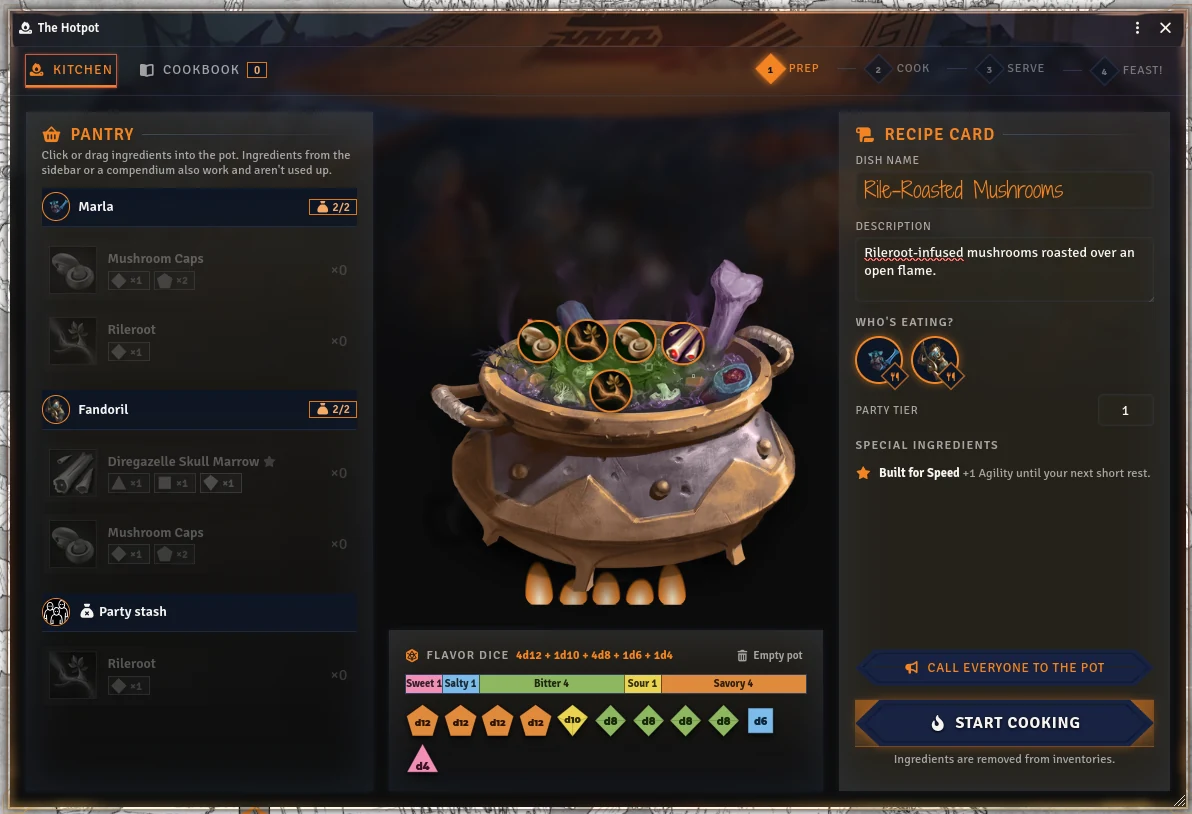 The Hotpot
KITCHEN
COOKBOOK 0
1 PREP
2 COOK
3 SERVE
4 FEAST!
PANTRY
Click or drag ingredients into the pot. Ingredients from the
sidebar or a compendium also work and aren't used up.
Marla
2/2
Mushroom Caps
×1 ×2
×0
Rileroot
×1
×0
Fandoril
2/2
Diregazelle Skull Marrow
×1 ×1 ×1
×0
Mushroom Caps
×1 ×2
×0
Party stash
Rileroot
×1
×0
FLAVOR DICE 4d12 + 1d10 + 4d8 + 1d6 + 1d4
Empty pot
Sweet 1 Salty 1 Bitter 4 Sour 1 Savory 4
d12 d12 d12 d12 d10 d8 d8 d8 d8 d6
d4
RECIPE CARD
DISH NAME
Rile-Roasted Mushrooms
DESCRIPTION
Rileroot-infused mushrooms roasted over an
open flame.
WHO'S EATING?
PARTY TIER
1
SPECIAL INGREDIENTS
Built for Speed +1 Agility until your next short rest.
CALL EVERYONE TO THE POT
START COOKING
Ingredients are removed from inventories.